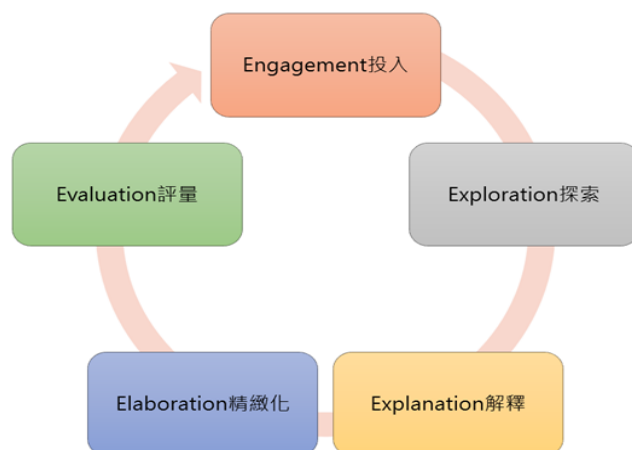 Engagement投入
Exploration探索
Explanation解釋
Elaboration精緻化
Evaluation評量